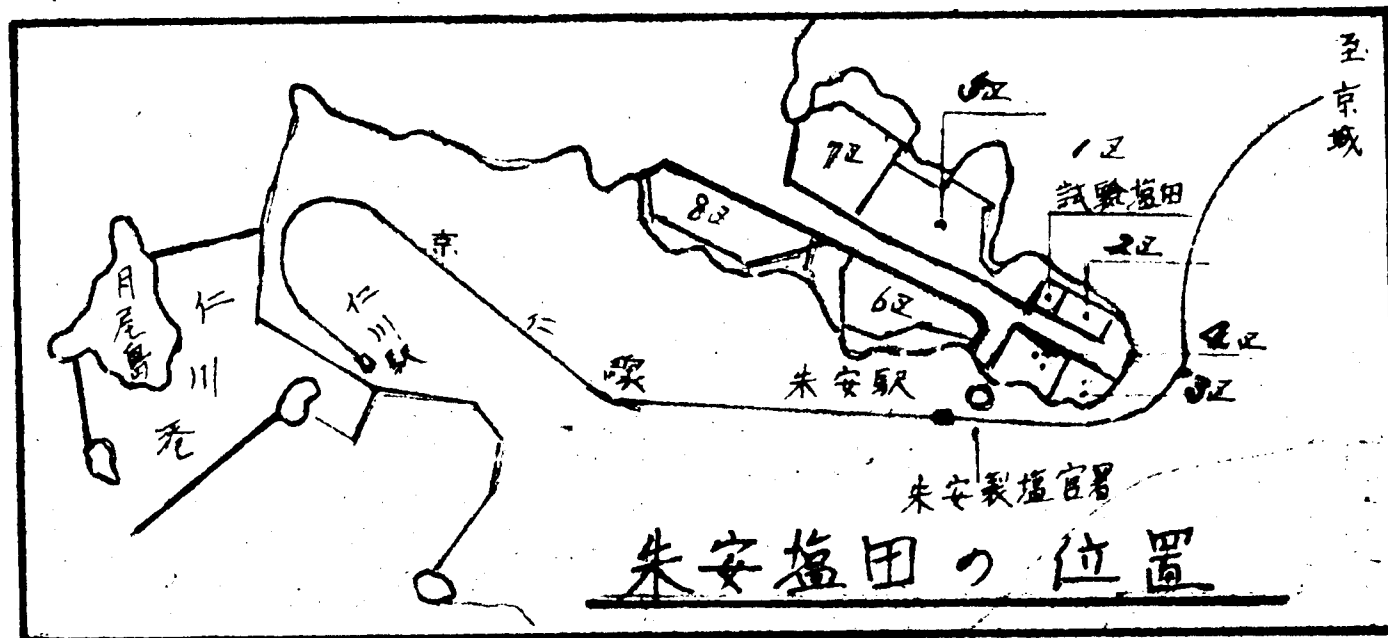 至京城
5区
1区
試験塩田
2区
7区
8区
6区
4区
3区
京仁線
仁川駅
月尾島
仁川港
朱安駅
朱安製塩官署
朱安塩田の位置